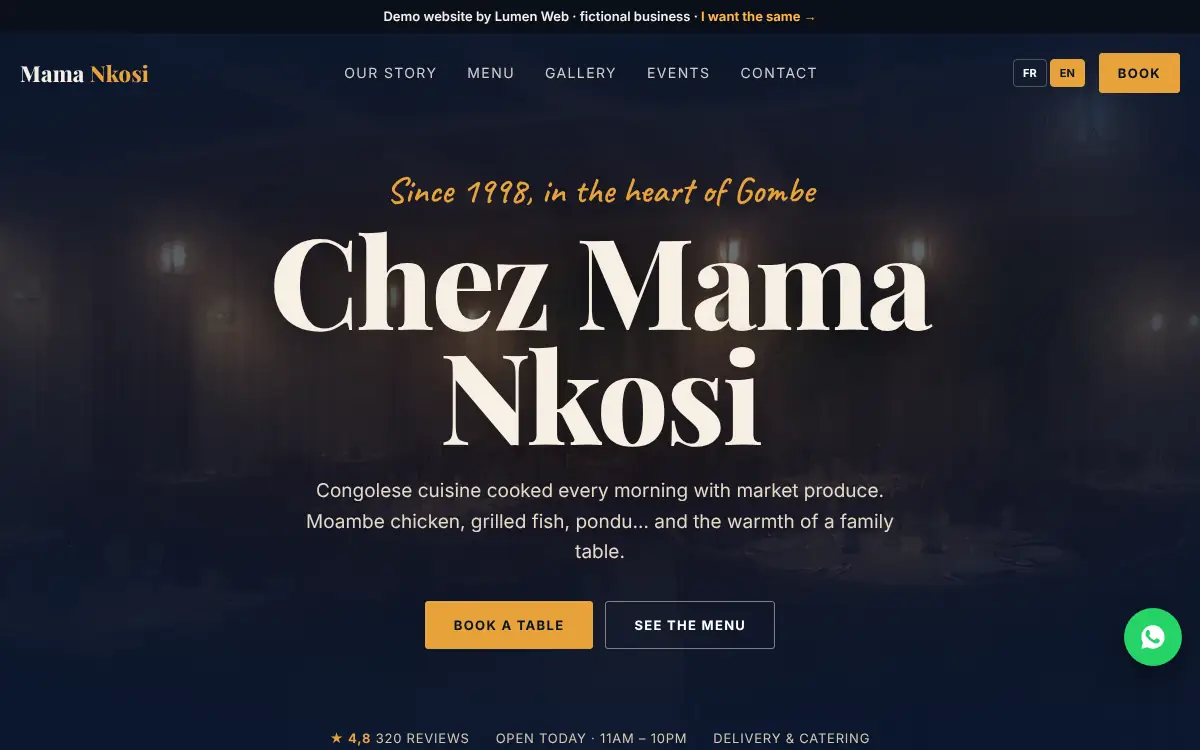 Demo website by Lumen Web · fictional business · I want the same →
Mama Nkosi
OUR STORY
MENU
GALLERY
EVENTS
CONTACT
FR
EN
BOOK
Since 1998, in the heart of Gombe
Chez Mama
Nkosi
Congolese cuisine cooked every morning with market produce.
Moambe chicken, grilled fish, pondu... and the warmth of a family
table.
BOOK A TABLE
SEE THE MENU
★ 4,8 320 REVIEWS
OPEN TODAY · 11AM – 10PM
DELIVERY & CATERING